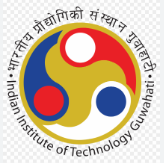 भारतीय प्रौद्योगिकी संस्थान गुवाहाटी
Indian Institute of Technology Guwahati